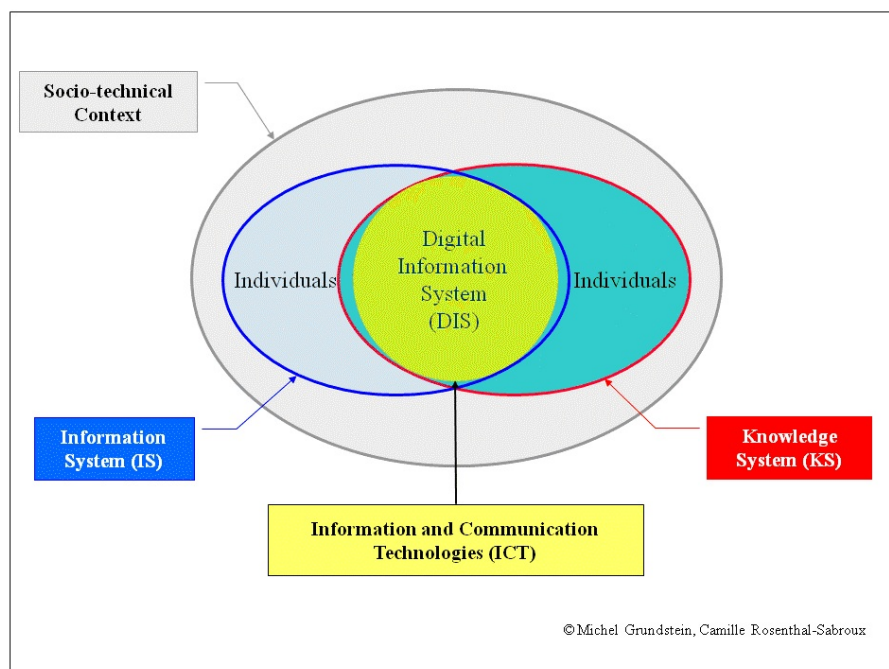 Socio-technical
Context
Digital
Information
System
(DIS)
Individuals
Individuals
Information
System (IS)
Knowledge
System (KS)
Information and Communication
Technologies (ICT)
© Michel Grundstein, Camille Rosenthal-Sabroux